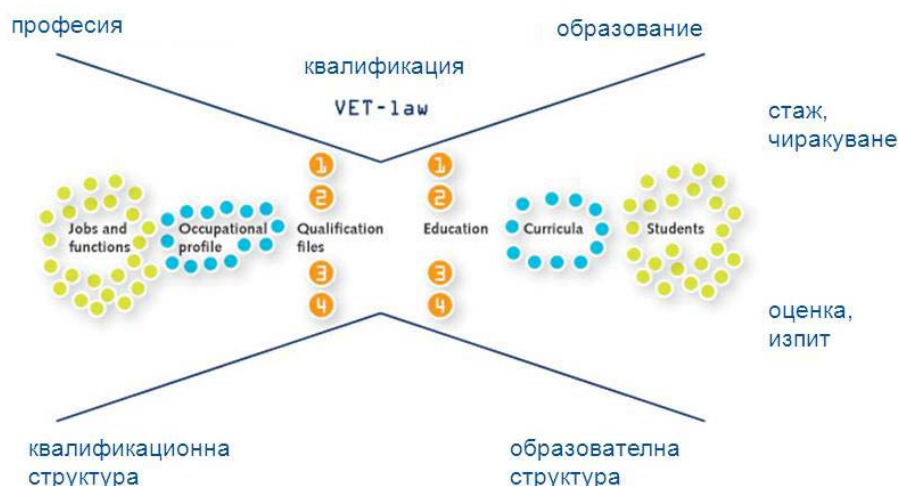 професия
образование
квалификация
VET-law
стаж,
чиракуване
1
1
2
2
Jobs and
functions
Occupational
profile
Qualification
files
Education
Curricula
Students
3
3
4
4
оценка,
изпит
квалификационна
структура
образователна
структура